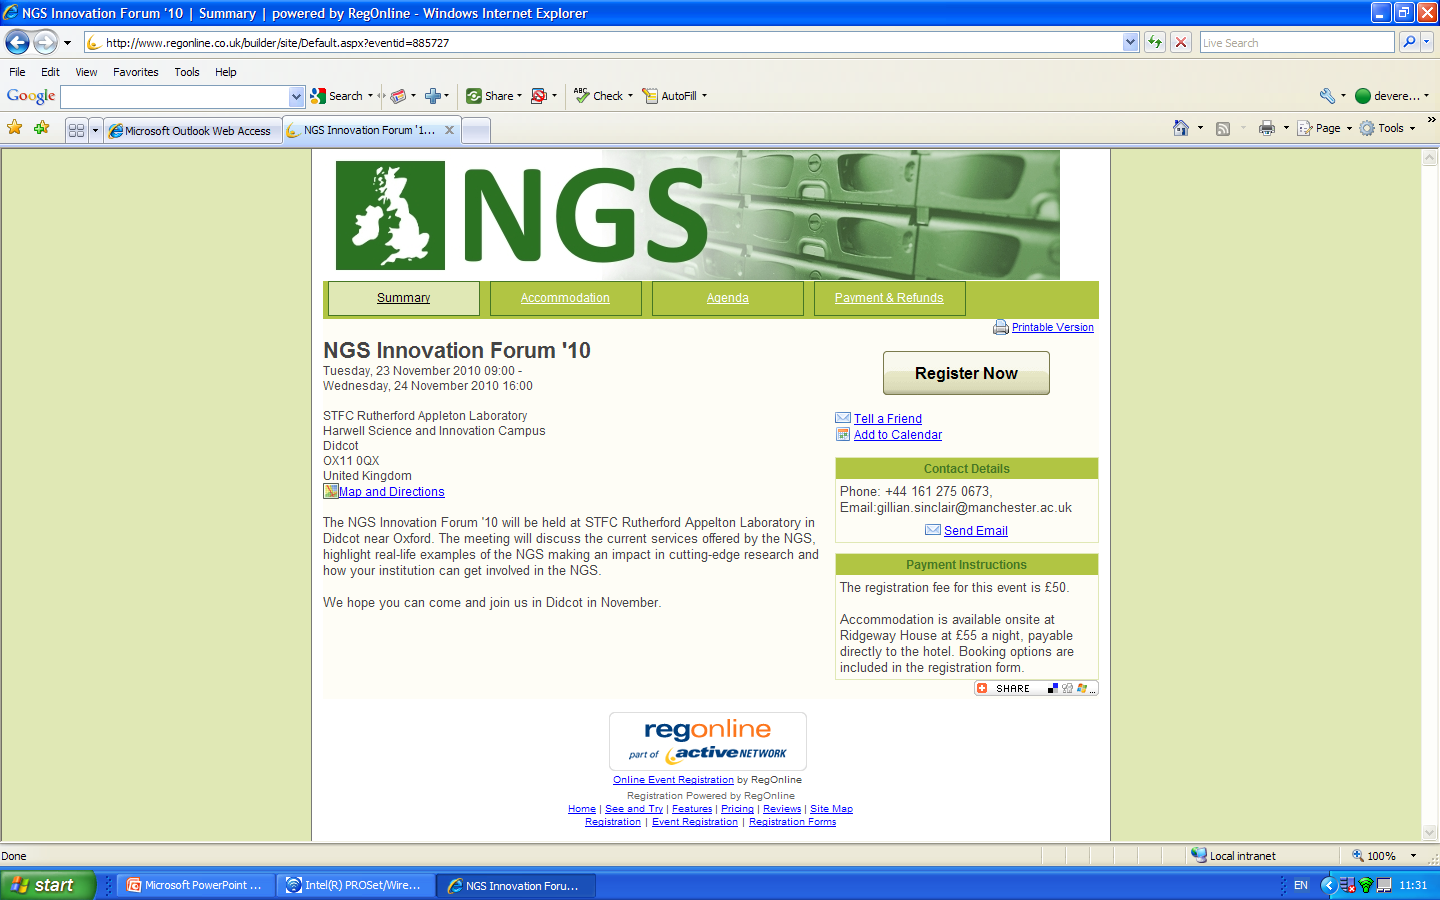 NGS Innovation Forum '10 | Summary | powered by RegOnline - Windows Internet Explorer
http://www.regonline.co.uk/builder/site/Default.aspx?eventid=885727
Live Search
File Edit View Favorites Tools Help
Google Search Share Check AutoFill devere...
Microsoft Outlook Web Access NGS Innovation Forum '1... Page Tools
NGS
Summary Accommodation Agenda Payment & Refunds
Printable Version
NGS Innovation Forum '10
Tuesday, 23 November 2010 09:00 -
Wednesday, 24 November 2010 16:00
STFC Rutherford Appleton Laboratory
Harwell Science and Innovation Campus
Didcot
OX11 0QX
United Kingdom
Map and Directions
The NGS Innovation Forum '10 will be held at STFC Rutherford Appelton Laboratory in
Didcot near Oxford. The meeting will discuss the current services offered by the NGS,
highlight real-life examples of the NGS making an impact in cutting-edge research and
how your institution can get involved in the NGS.
We hope you can come and join us in Didcot in November.
Register Now
Tell a Friend
Add to Calendar
Contact Details
Phone: +44 161 275 0673,
Email:gillian.sinclair@manchester.ac.uk
Send Email
Payment Instructions
The registration fee for this event is £50.
Accommodation is available onsite at
Ridgeway House at £55 a night, payable
directly to the hotel. Booking options are
included in the registration form.
SHARE ...
regonline
part of active NETWORK
Online Event Registration by RegOnline
Registration Powered by RegOnline
Home | See and Try | Features | Pricing | Reviews | Site Map
Registration | Event Registration | Registration Forms
Done Local intranet 100%
start Microsoft PowerPoint ... Intel(R) PROSet/Wire... NGS Innovation Foru... EN 11:31